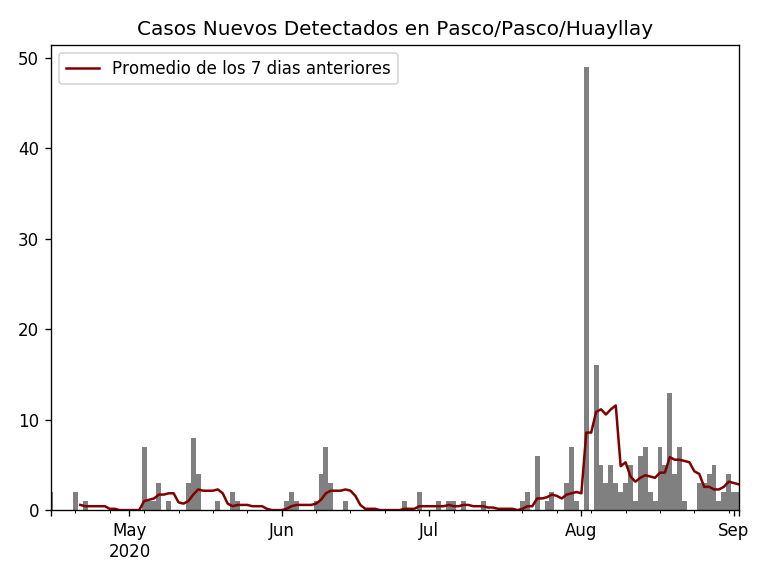 Casos Nuevos Detectados en Pasco/Pasco/Huayllay
Promedio de los 7 dias anteriores
50
40
30
20
10
0
May
2020
Jun
Jul
Aug
Sep